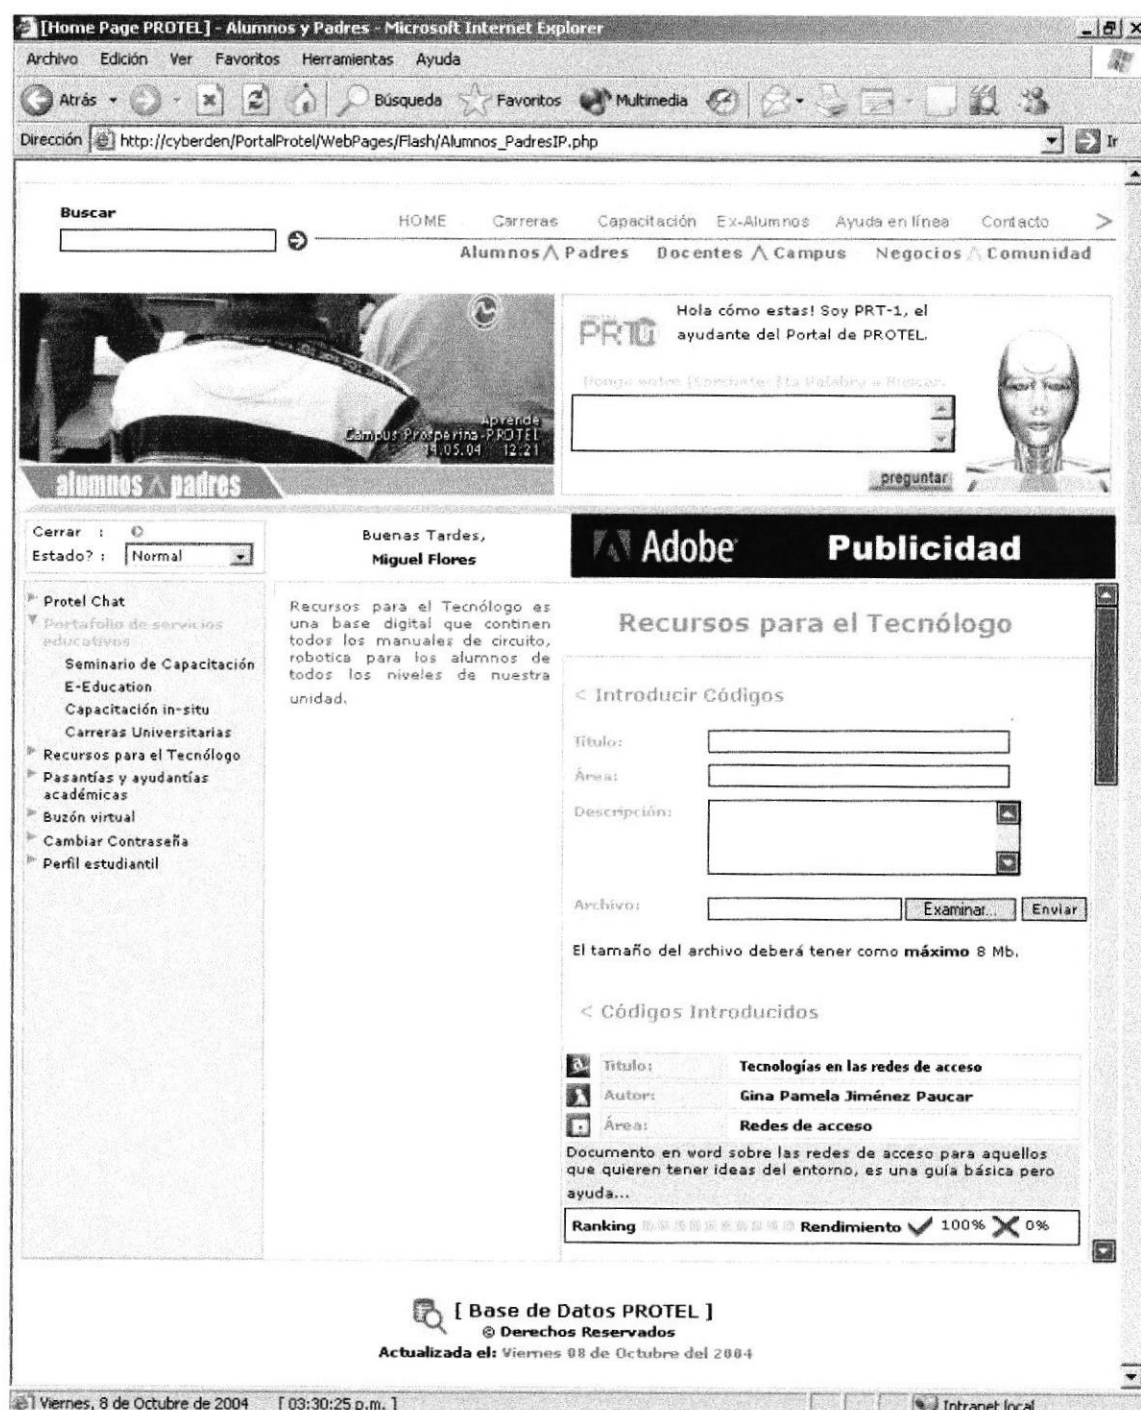 [Home Page PROTEL] - Alumnos y Padres - Microsoft Internet Explorer
Archivo Edición Ver Favoritos Herramientas Ayuda
Atrás Búsqueda Favoritos Multimedia
Dirección http://cyberden/PortalProtel/WebPages/Flash/Alumnos_PadresIP.php Ir
Buscar
HOME Carreras Capacitación Ex-Alumnos Ayuda en línea Contacto >
Alumnos Λ Padres Docentes Λ Campus Negocios Λ Comunidad
Aprende
Campus Prosperina-PROTEL
14.05.04 12:21
alumnos Λ padres
PRT
Hola cómo estas! Soy PRT-1, el
ayudante del Portal de PROTEL.
Ponga entre [Corchetes] la Palabra a Buscar.
preguntar
Cerrar :
Estado? : Normal
Buenas Tardes,
Miguel Flores
Adobe Publicidad
Protel Chat
Portafolio de servicios
educativos
Seminario de Capacitación
E-Education
Capacitación in-situ
Carreras Universitarias
Recursos para el Tecnólogo
Pasantías y ayudantías
académicas
Buzón virtual
Cambiar Contraseña
Perfil estudiantil
Recursos para el Tecnólogo es
una base digital que continen
todos los manuales de circuito,
robotica para los alumnos de
todos los niveles de nuestra
unidad.
Recursos para el Tecnólogo
< Introducir Códigos
Título:
Área:
Descripción:
Archivo: Examinar... Enviar
El tamaño del archivo deberá tener como máximo 8 Mb.
< Códigos Introducidos
Título: Tecnologías en las redes de acceso
Autor: Gina Pamela Jiménez Paucar
Área: Redes de acceso
Documento en word sobre las redes de acceso para aquellos
que quieren tener ideas del entorno, es una guía básica pero
ayuda...
Ranking Rendimiento 100% 0%
[ Base de Datos PROTEL ]
© Derechos Reservados
Actualizada el: Viernes 08 de Octubre del 2004
Viernes, 8 de Octubre de 2004 [ 03:30:25 p.m. ] Intranet local